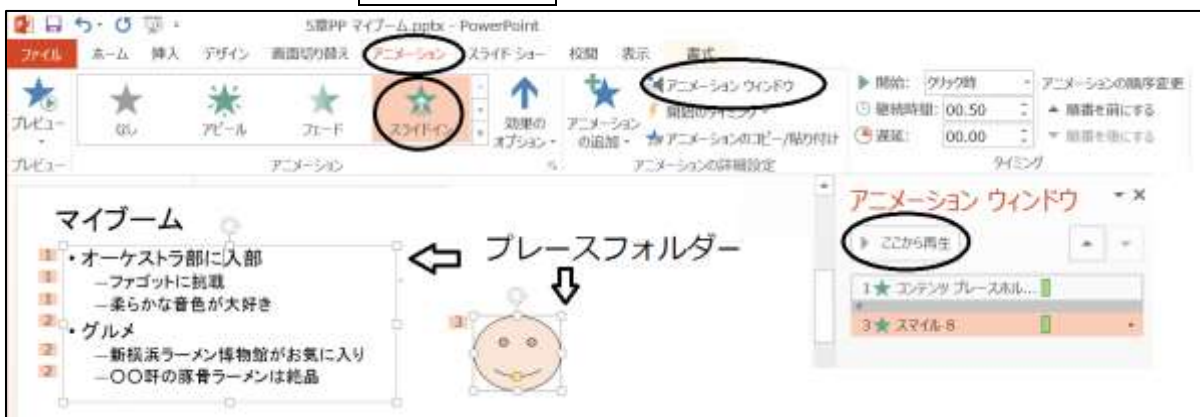 5章PP マイブーム.pptx - PowerPoint
ファイル ホーム 挿入 デザイン 画面切り替え アニメーション スライド ショー 校閲 表示 書式
プレビュー なし アピール フェード スライドイン 効果の オプション アニメーション の追加
アニメーション ウィンドウ
開始のタイミング
アニメーションのコピー/貼り付け
開始: クリック時
継続時間: 00.50
遅延: 00.00
アニメーションの順序変更
順番を前にする
順番を後にする
プレビュー アニメーション アニメーションの詳細設定 タイミング
マイブーム
1 ・オーケストラ部に入部
1 ―ファゴットに挑戦
1 ―柔らかな音色が大好き
2 ・グルメ
2 ―新横浜ラーメン博物館がお気に入り
2 ―〇〇軒の豚骨ラーメンは絶品
プレースフォルダー
3
アニメーション ウィンドウ
ここから再生
1 コンテンツ プレースホル...
3 スマイル 8